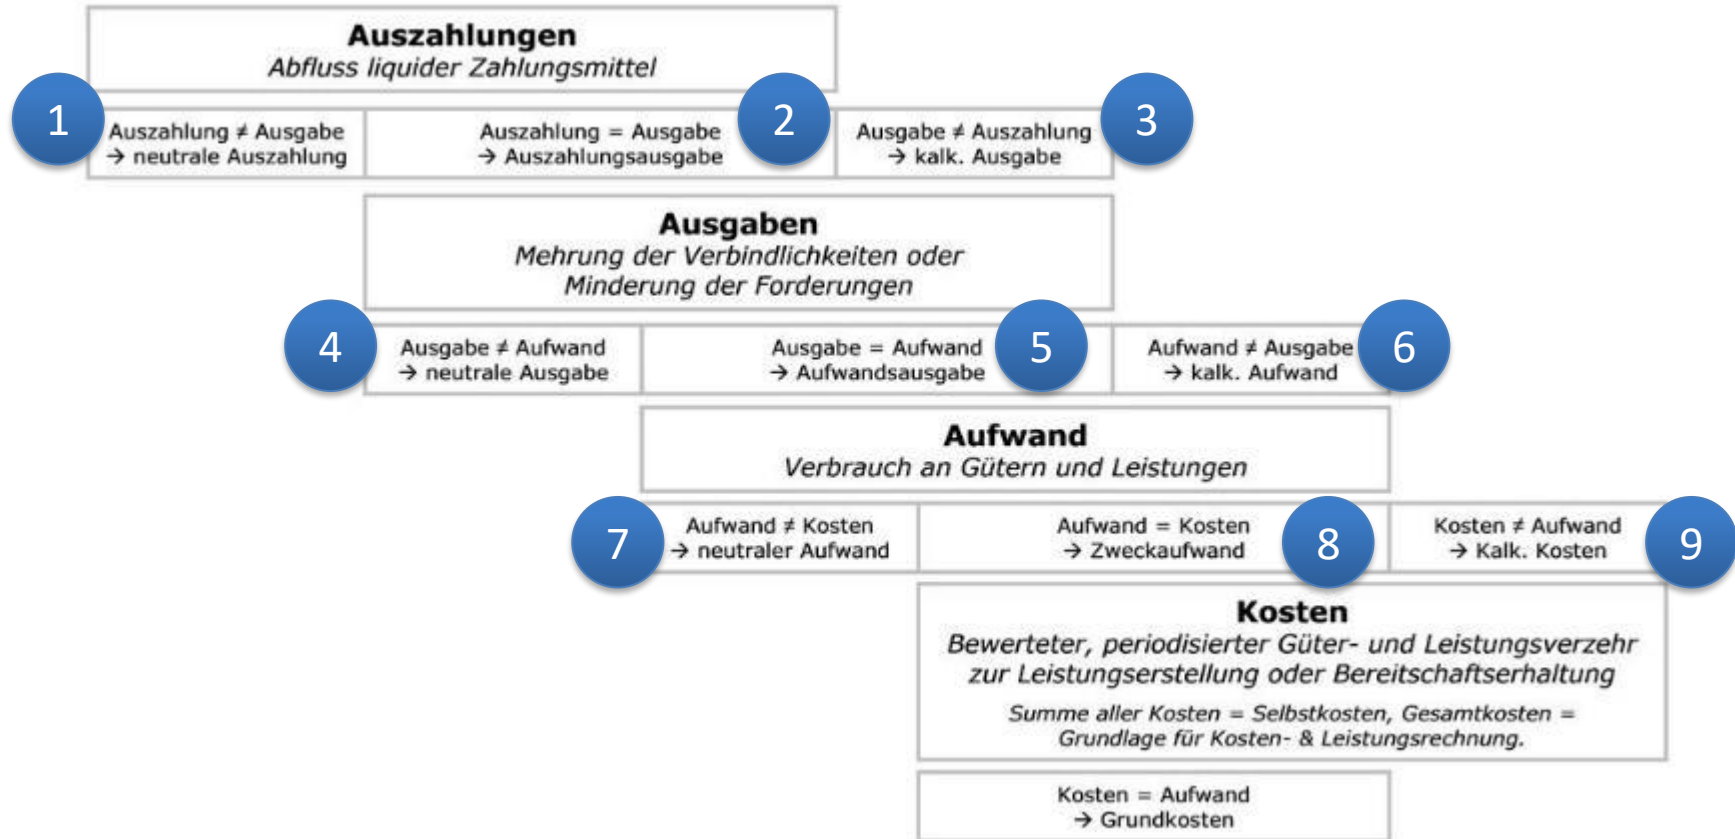 Auszahlungen
Abfluss liquider Zahlungsmittel
1
Auszahlung ≠ Ausgabe
→ neutrale Auszahlung
Auszahlung = Ausgabe
→ Auszahlungsausgabe
2
Ausgabe ≠ Auszahlung
→ kalk. Ausgabe
3
Ausgaben
Mehrung der Verbindlichkeiten oder
Minderung der Forderungen
4
Ausgabe ≠ Aufwand
→ neutrale Ausgabe
Ausgabe = Aufwand
→ Aufwandsausgabe
5
Aufwand ≠ Ausgabe
→ kalk. Aufwand
6
Aufwand
Verbrauch an Gütern und Leistungen
7
Aufwand ≠ Kosten
→ neutraler Aufwand
Aufwand = Kosten
→ Zweckaufwand
8
Kosten ≠ Aufwand
→ Kalk. Kosten
9
Kosten
Bewerteter, periodisierter Güter- und Leistungsverzehr
zur Leistungserstellung oder Bereitschaftserhaltung
Summe aller Kosten = Selbstkosten, Gesamtkosten =
Grundlage für Kosten- & Leistungsrechnung.
Kosten = Aufwand
→ Grundkosten